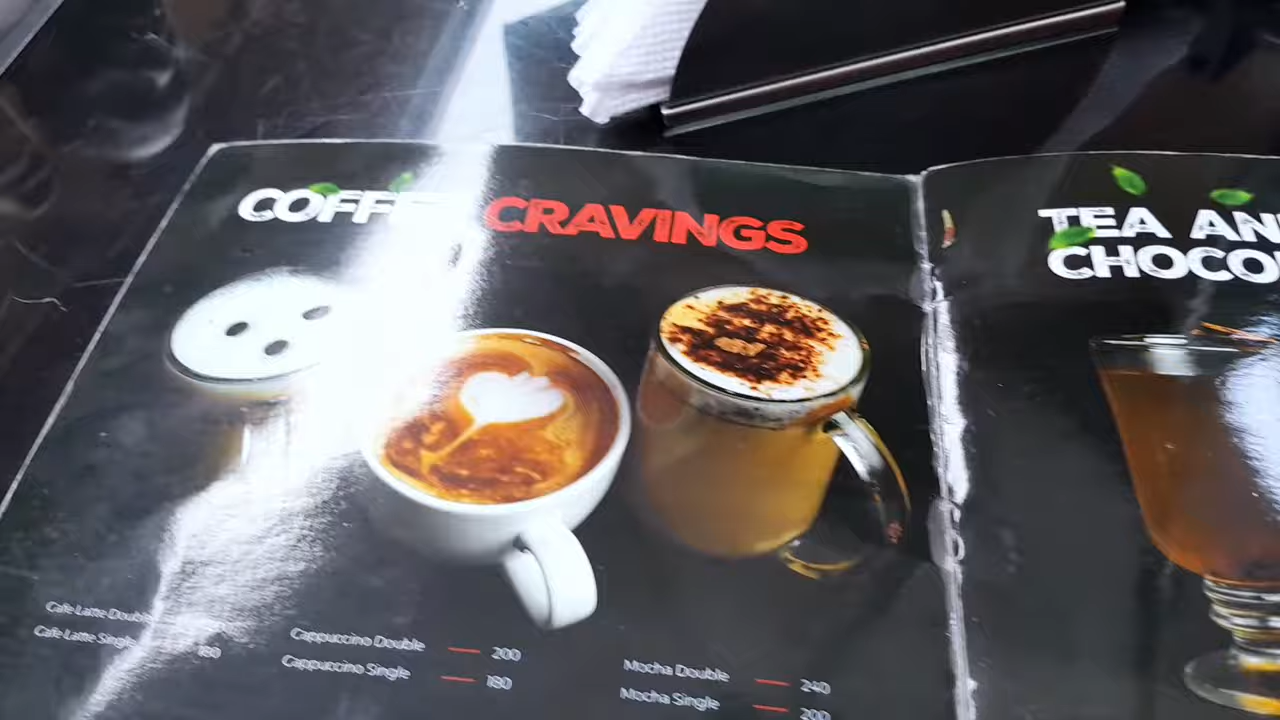 COFFEE CRAVINGS
TEA AN
CHOCO
Cafe Latte Double
Cafe Latte Single 180
Cappuccino Double 200
Cappuccino Single 180
Mocha Double 240
Mocha Single 200